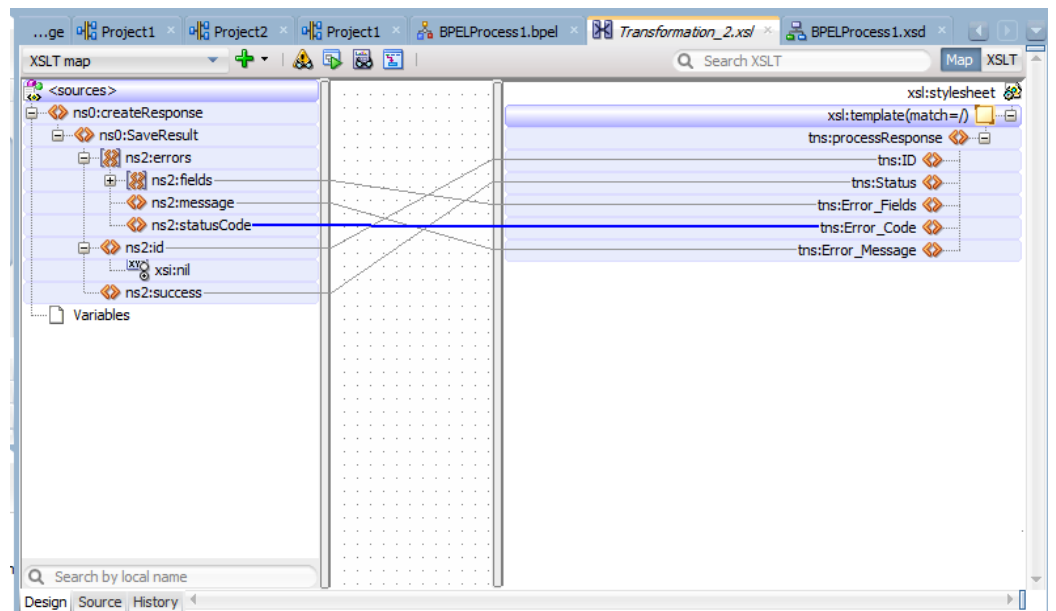 ...ge Project1 Project2 Project1 BPELProcess1.bpel Transformation_2.xsl BPELProcess1.xsd
XSLT map Search XSLT Map XSLT
<sources> xsl:stylesheet
ns0:createResponse xsl:template(match=/)
ns0:SaveResult tns:processResponse
ns2:errors tns:ID
ns2:fields tns:Status
ns2:message tns:Error_Fields
ns2:statusCode tns:Error_Code
ns2:id tns:Error_Message
xsi:nil
ns2:success
Variables
Search by local name
Design Source History